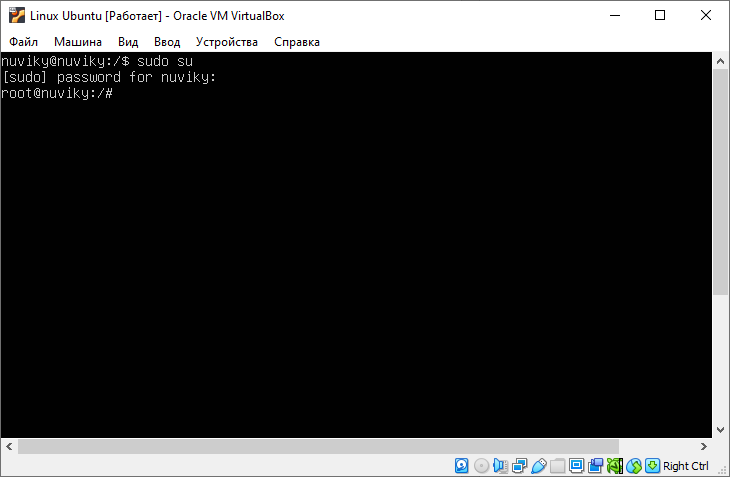 Linux Ubuntu [Работает] - Oracle VM VirtualBox
Файл Машина Вид Ввод Устройства Справка
nuviky@nuviky:/$ sudo su
[sudo] password for nuviky:
root@nuviky:/#
Right Ctrl